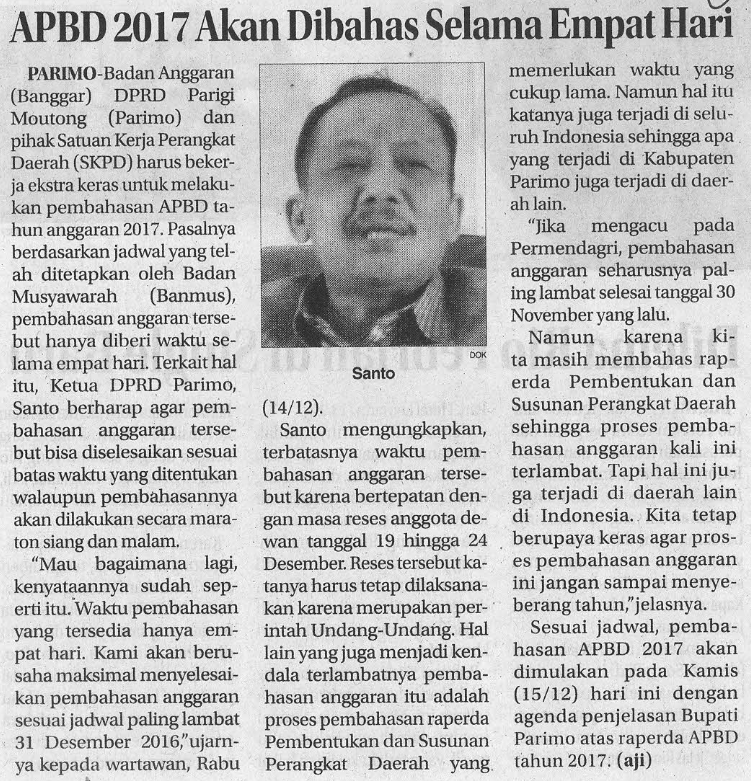 APBD 2017 Akan Dibahas Selama Empat Hari
PARIMO-Badan Anggaran
(Banggar) DPRD Parigi
Moutong (Parimo) dan
pihak Satuan Kerja Perangkat
Daerah (SKPD) harus beker-
ja ekstra keras untuk melaku-
kan pembahasan APBD ta-
hun anggaran 2017. Pasalnya
berdasarkan jadwal yang tel-
ah ditetapkan oleh Badan
Musyawarah (Banmus),
pembahasan anggaran terse-
but hanya diberi waktu se-
lama empat hari. Terkait hal
itu, Ketua DPRD Parimo,
Santo berharap agar pem-
bahasan anggaran terse-
but bisa diselesaikan sesuai
batas waktu yang ditentukan
walaupun pembahasannya
akan dilakukan secara mara-
ton siang dan malam.
"Mau bagaimana lagi,
kenyataannya sudah sep-
erti itu. Waktu pembahasan
yang tersedia hanya em-
pat hari. Kami akan beru-
saha maksimal menyelesai-
kan pembahasan anggaran
sesuai jadwal paling lambat
31 Desember 2016,"ujarn-
ya kepada wartawan, Rabu
DOK
Santo
(14/12).
Santo mengungkapkan,
terbatasnya waktu pem-
bahasan anggaran terse-
but karena bertepatan den-
gan masa reses anggota de-
wan tanggal 19 hingga 24
Desember. Reses tersebut ka-
tanya harus tetap dilaksana-
kan karena merupakan per-
intah Undang-Undang. Hal
lain yang juga menjadi ken-
dala terlambatnya pemba-
hasan anggaran itu adalah
proses pembahasan raperda
Pembentukan dan Susunan
Perangkat Daerah yang
memerlukan waktu yang
cukup lama. Namun hal itu
katanya juga terjadi di selu-
ruh Indonesia sehingga apa
yang terjadi di Kabupaten
Parimo juga terjadi di daer-
ah lain.
"Jika mengacu pada
Permendagri, pembahasan
anggaran seharusnya pal-
ing lambat selesai tanggal 30
November yang lalu.
Namun karena ki-
ta masih membahas rap-
erda Pembentukan dan
Susunan Perangkat Daerah
sehingga proses pemba-
hasan anggaran kali ini
terlambat. Tapi hal ini ju-
ga terjadi di daerah lain
di Indonesia. Kita tetap
berupaya keras agar pros-
es pembahasan anggaran
ini jangan sampai menye-
berang tahun,"jelasnya.
Sesuai jadwal, pemba-
hasan APBD 2017 akan
dimulakan pada Kamis
(15/12) hari ini dengan
agenda penjelasan Bupati
Parimo atas raperda APBD
tahun 2017. (aji)